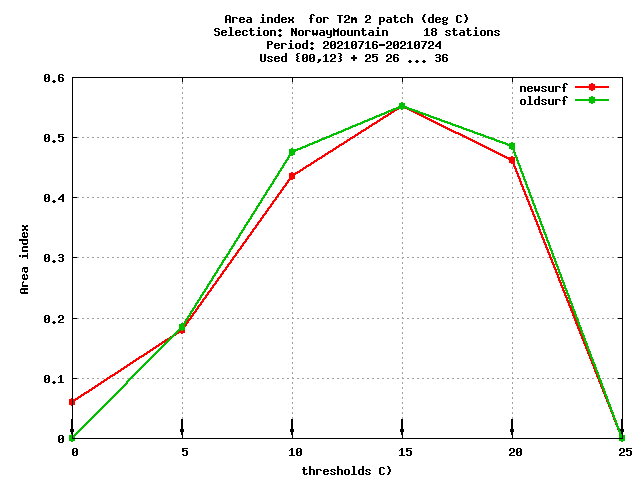 Area index  for T2m 2 patch (deg C)
Selection: NorwayMountain     18 stations
Period: 20210716-20210724
Used {00,12} + 25 26 ... 36
newsurf
oldsurf
0.6
0.5
0.4
0.3
0.2
0.1
0
Area index
0 5 10 15 20 25
thresholds C)